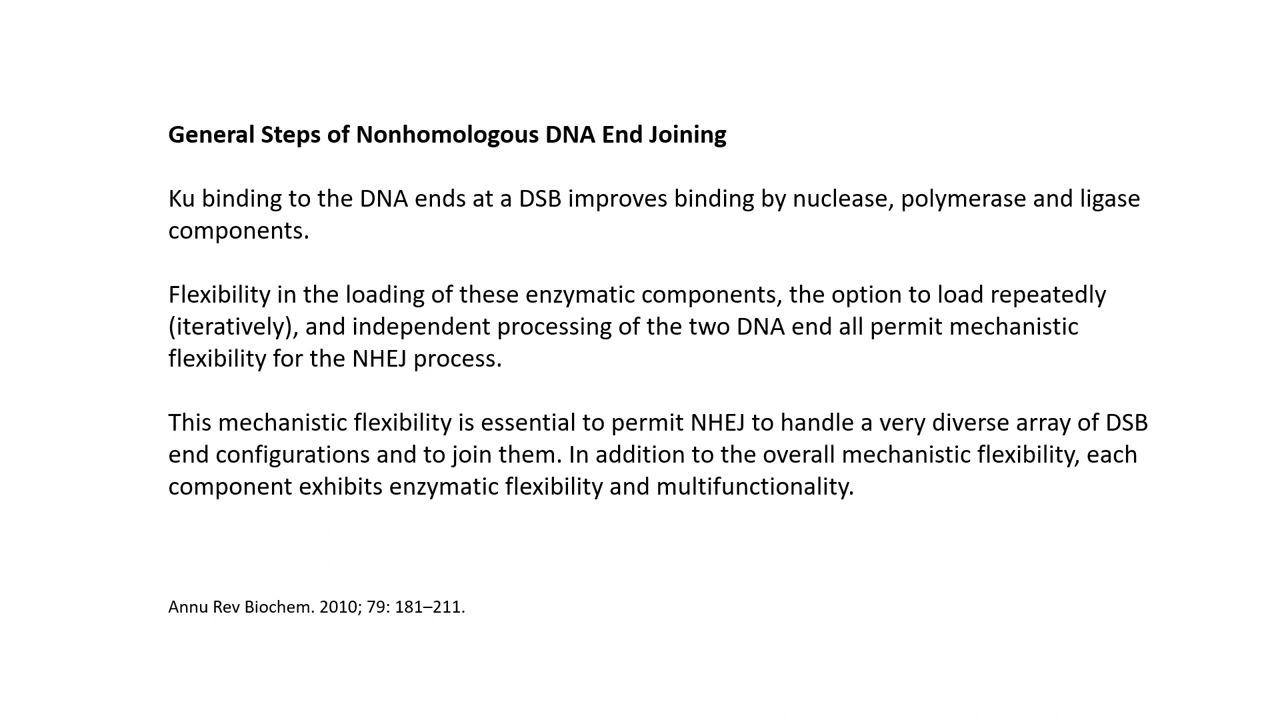 General Steps of Nonhomologous DNA End Joining
Ku binding to the DNA ends at a DSB improves binding by nuclease, polymerase and ligase
components.
Flexibility in the loading of these enzymatic components, the option to load repeatedly
(iteratively), and independent processing of the two DNA end all permit mechanistic
flexibility for the NHEJ process.
This mechanistic flexibility is essential to permit NHEJ to handle a very diverse array of DSB
end configurations and to join them. In addition to the overall mechanistic flexibility, each
component exhibits enzymatic flexibility and multifunctionality.
Annu Rev Biochem. 2010; 79: 181–211.